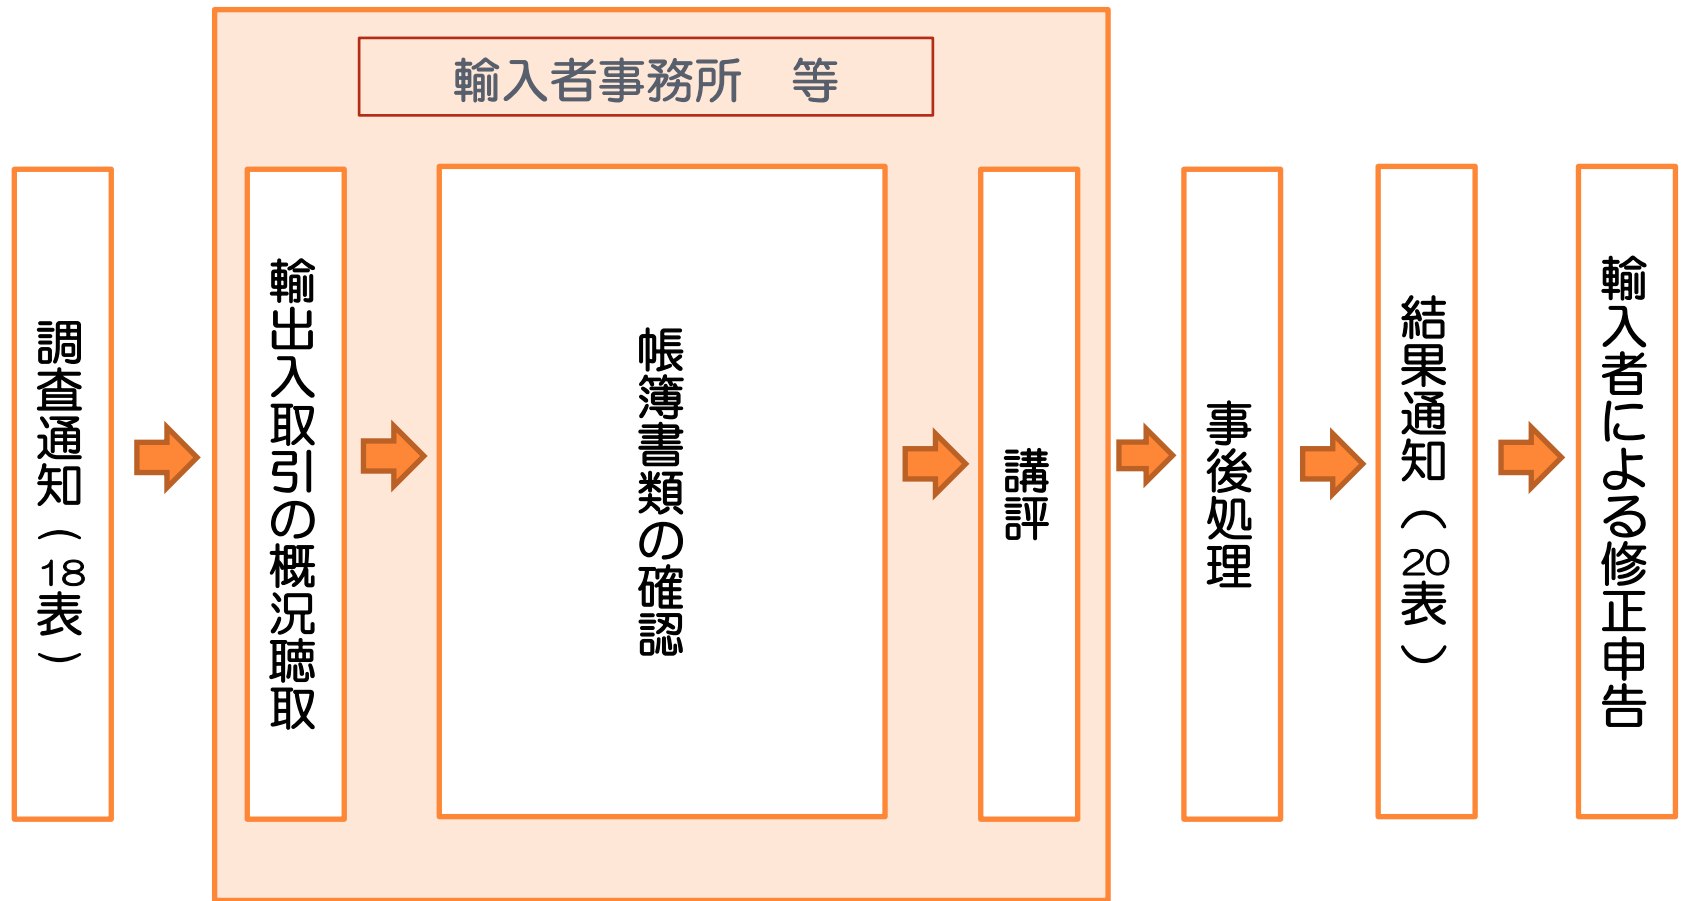 輸入者事務所　等
調査通知（18表）
輸出入取引の概況聴取
帳簿書類の確認
講評
事後処理
結果通知（20表）
輸入者による修正申告